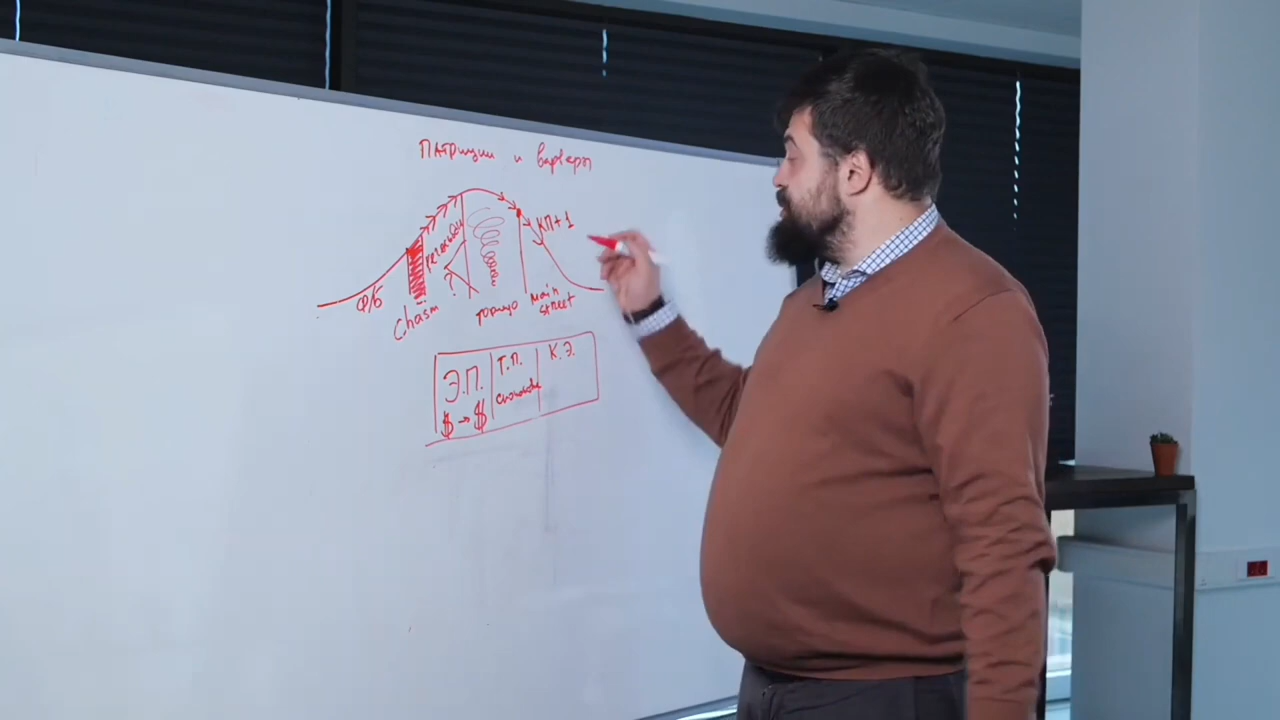 Патриции и варвары
КП+1
?
ф/б
Chasm
торнадо
Main
street
Э.П.
$ → $
Т.П.
К.Э.